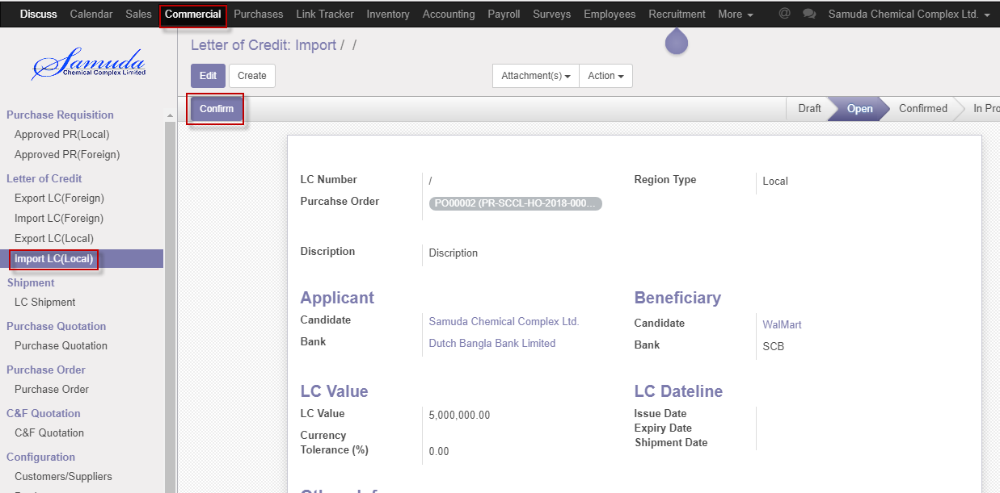 Discuss Calendar Sales Commercial Purchases Link Tracker Inventory Accounting Payroll Surveys Employees Recruitment More @ Samuda Chemical Complex Ltd.
Samuda
Chemical Complex Limited
Letter of Credit: Import / /
Edit Create Attachment(s) Action
Confirm Draft Open Confirmed In Pro
Purchase Requisition
Approved PR(Local)
Approved PR(Foreign)
Letter of Credit
Export LC(Foreign)
Import LC(Foreign)
Export LC(Local)
Import LC(Local)
Shipment
LC Shipment
Purchase Quotation
Purchase Quotation
Purchase Order
Purchase Order
C&F Quotation
C&F Quotation
Configuration
Customers/Suppliers
LC Number / Region Type Local
Purcahse Order PO00002 (PR-SCCL-HO-2018-000...
Discription Discription
Applicant Beneficiary
Candidate Samuda Chemical Complex Ltd. Candidate WalMart
Bank Dutch Bangla Bank Limited Bank SCB
LC Value LC Dateline
LC Value 5,000,000.00 Issue Date
Currency Expiry Date
Tolerance (%) 0.00 Shipment Date